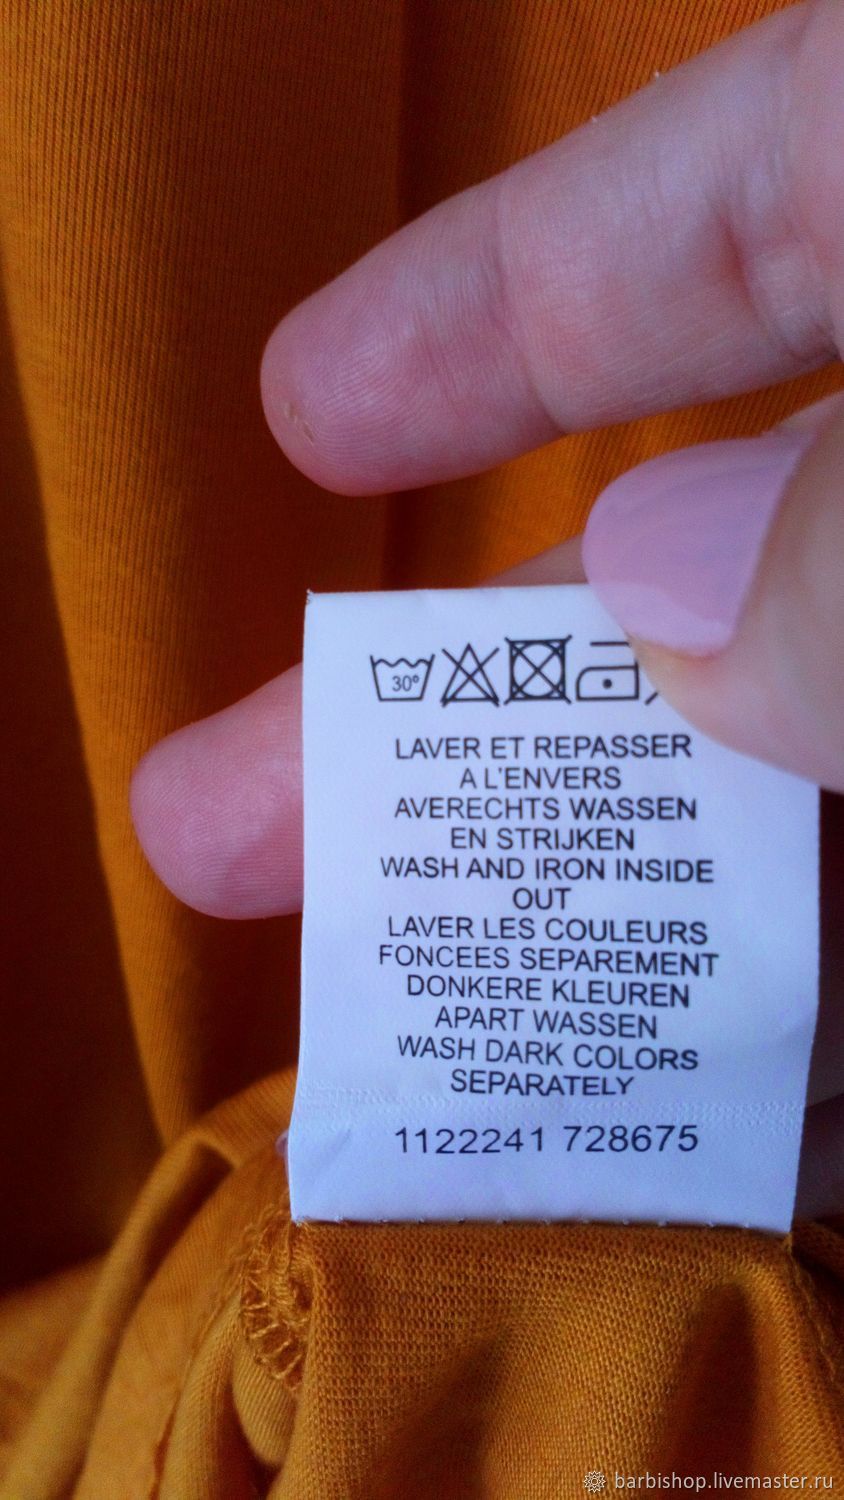 30°
LAVER ET REPASSER
A L'ENVERS
AVERECHTS WASSEN
EN STRIJKEN
WASH AND IRON INSIDE
OUT
LAVER LES COULEURS
FONCEES SEPAREMENT
DONKERE KLEUREN
APART WASSEN
WASH DARK COLORS
SEPARATELY
1122241 728675
barbishop.livemaster.ru